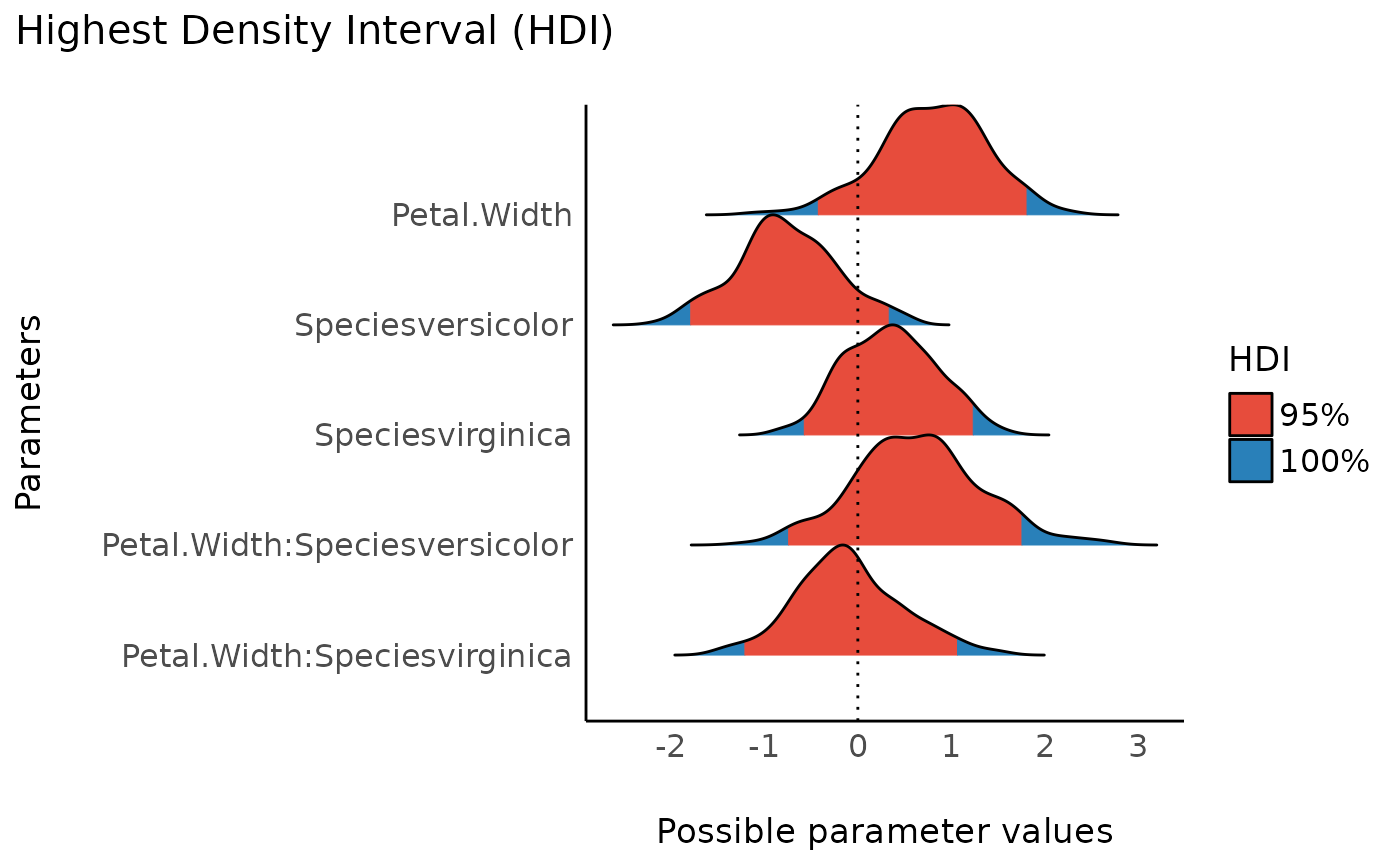 Highest Density Interval (HDI)
Parameters
Petal.Width
Speciesversicolor
Speciesvirginica
Petal.Width:Speciesversicolor
Petal.Width:Speciesvirginica
-2 -1 0 1 2 3
Possible parameter values
HDI
95%
100%